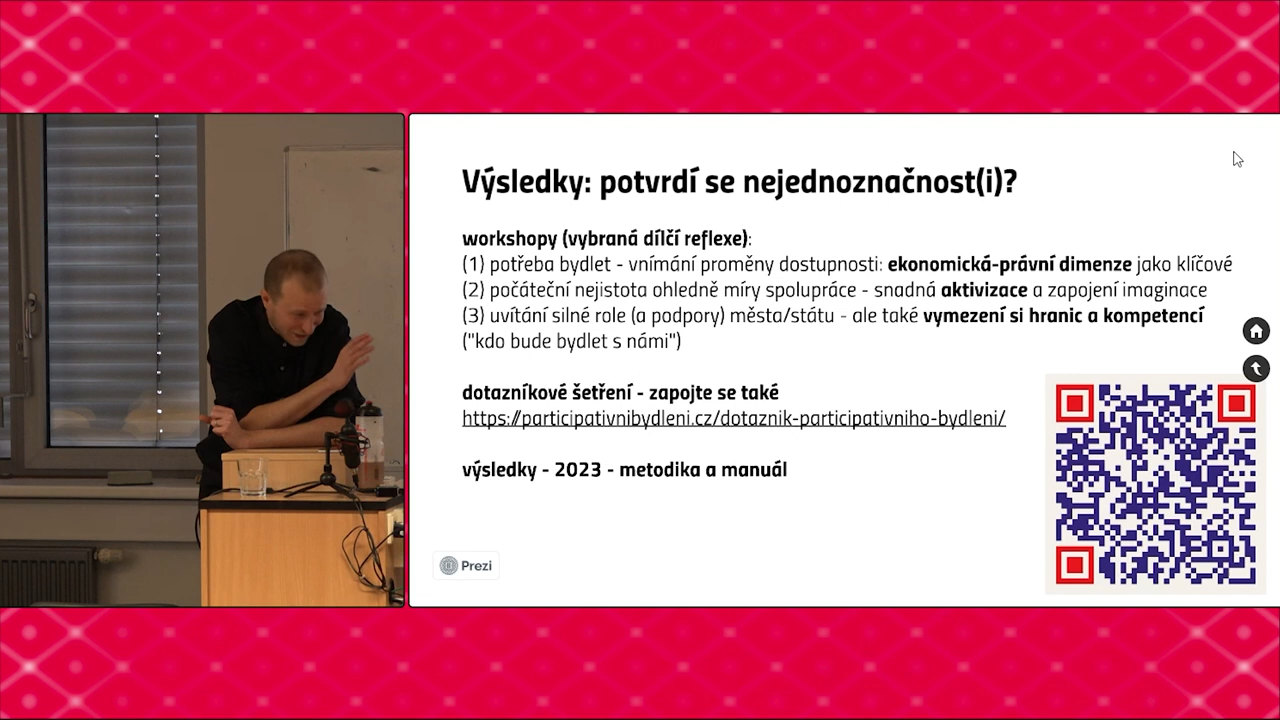 Výsledky: potvrdí se nejednoznačnost(i)?
workshopy (vybraná dílčí reflexe):
(1) potřeba bydlet - vnímání proměny dostupnosti: ekonomická-právní dimenze jako klíčové
(2) počáteční nejistota ohledně míry spolupráce - snadná aktivizace a zapojení imaginace
(3) uvítání silné role (a podpory) města/státu - ale také vymezení si hranic a kompetencí
("kdo bude bydlet s námi")
dotazníkové šetření - zapojte se také
https://participativnibydleni.cz/dotaznik-participativniho-bydleni/
výsledky - 2023 - metodika a manuál
Prezi